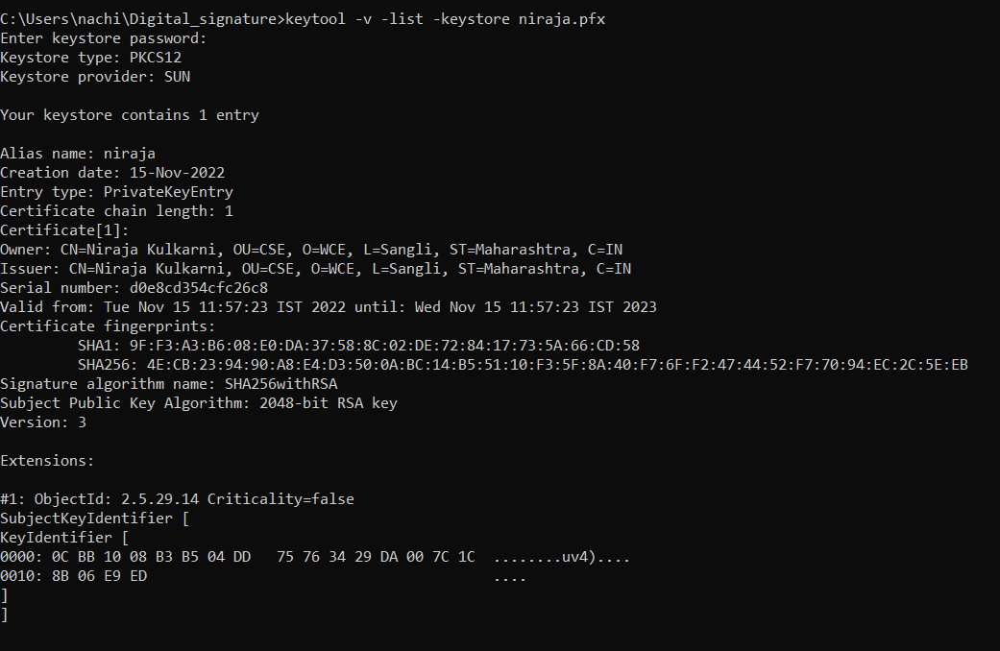 C:\Users\nachi\Digital_signature>keytool -v -list -keystore niraja.pfx
Enter keystore password:
Keystore type: PKCS12
Keystore provider: SUN

Your keystore contains 1 entry

Alias name: niraja
Creation date: 15-Nov-2022
Entry type: PrivateKeyEntry
Certificate chain length: 1
Certificate[1]:
Owner: CN=Niraja Kulkarni, OU=CSE, O=WCE, L=Sangli, ST=Maharashtra, C=IN
Issuer: CN=Niraja Kulkarni, OU=CSE, O=WCE, L=Sangli, ST=Maharashtra, C=IN
Serial number: d0e8cd354cfc26c8
Valid from: Tue Nov 15 11:57:23 IST 2022 until: Wed Nov 15 11:57:23 IST 2023
Certificate fingerprints:
         SHA1: 9F:F3:A3:B6:08:E0:DA:37:58:8C:02:DE:72:84:17:73:5A:66:CD:58
         SHA256: 4E:CB:23:94:90:A8:E4:D3:50:0A:BC:14:B5:51:10:F3:5F:8A:40:F7:6F:F2:47:44:52:F7:70:94:EC:2C:5E:EB
Signature algorithm name: SHA256withRSA
Subject Public Key Algorithm: 2048-bit RSA key
Version: 3

Extensions:

#1: ObjectId: 2.5.29.14 Criticality=false
SubjectKeyIdentifier [
KeyIdentifier [
0000: 0C BB 10 08 B3 B5 04 DD   75 76 34 29 DA 00 7C 1C  ........uv4)....
0010: 8B 06 E9 ED                                        ....
]
]